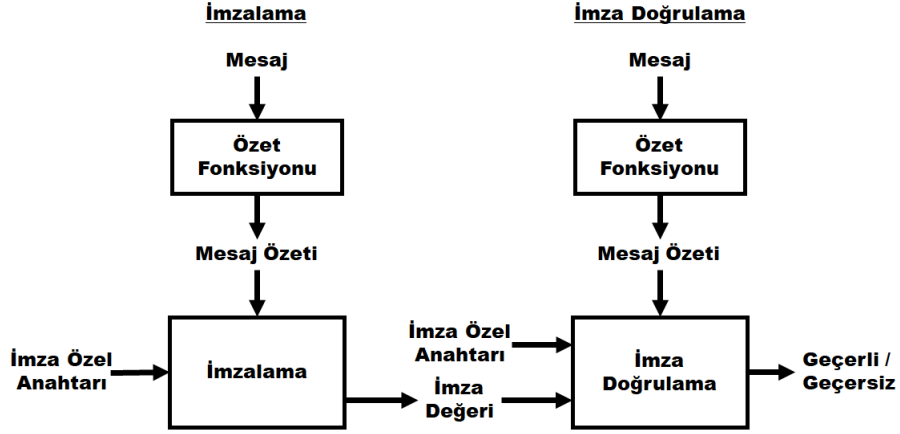 İmzalama
Mesaj
Özet
Fonksiyonu
Mesaj Özeti
İmza Özel
Anahtarı
İmzalama
İmza Doğrulama
Mesaj
Özet
Fonksiyonu
Mesaj Özeti
İmza Özel
Anahtarı
İmza
Değeri
İmza
Doğrulama
Geçerli /
Geçersiz